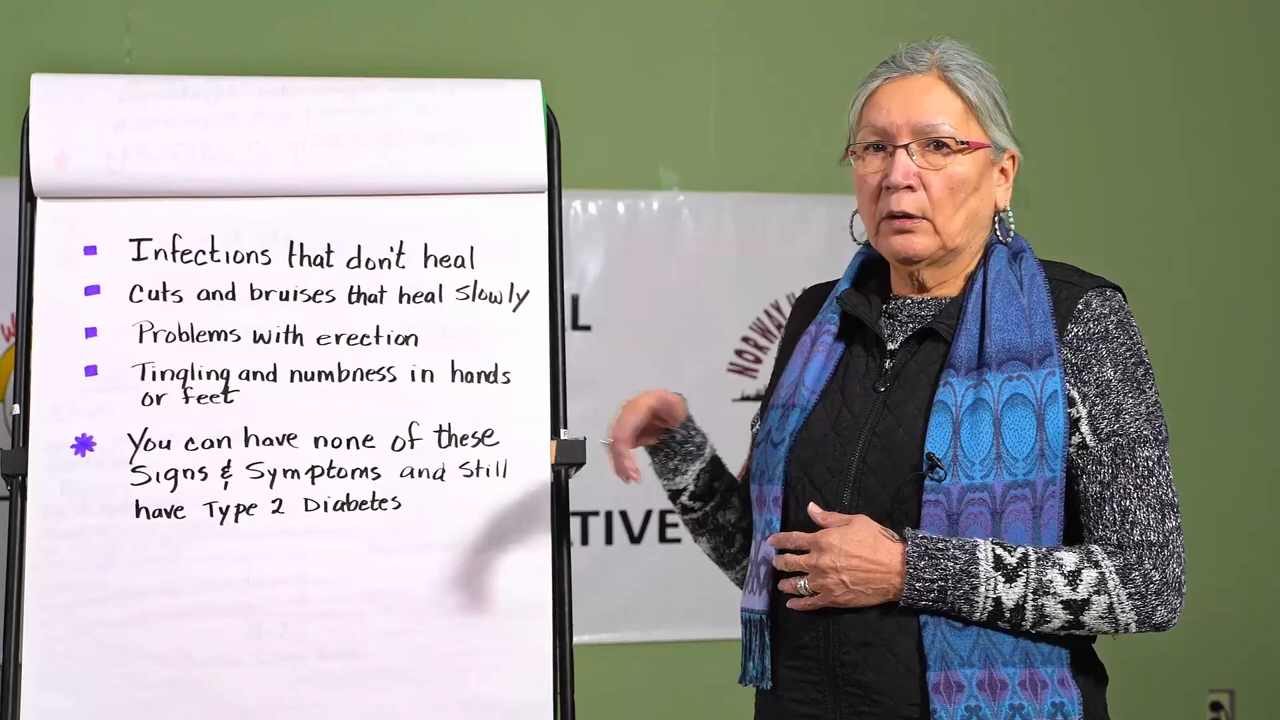 Infections that don't heal
Cuts and bruises that heal slowly
Problems with erection
Tingling and numbness in hands
or feet
You can have none of these
Signs & Symptoms and still
have Type 2 Diabetes
L
NORWAY
TIVE